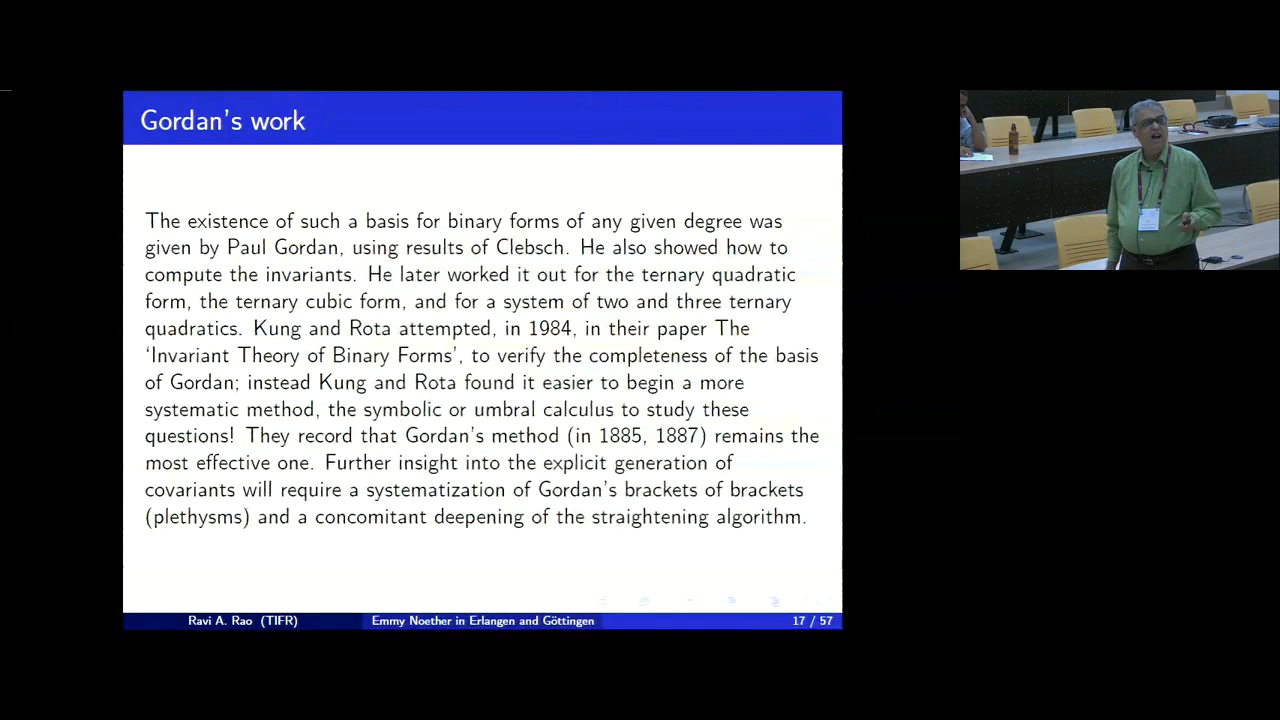 Gordan's work
The existence of such a basis for binary forms of any given degree was
given by Paul Gordan, using results of Clebsch. He also showed how to
compute the invariants. He later worked it out for the ternary quadratic
form, the ternary cubic form, and for a system of two and three ternary
quadratics. Kung and Rota attempted, in 1984, in their paper The
'Invariant Theory of Binary Forms', to verify the completeness of the basis
of Gordan; instead Kung and Rota found it easier to begin a more
systematic method, the symbolic or umbral calculus to study these
questions! They record that Gordan's method (in 1885, 1887) remains the
most effective one. Further insight into the explicit generation of
covariants will require a systematization of Gordan's brackets of brackets
(plethysms) and a concomitant deepening of the straightening algorithm.
Ravi A. Rao (TIFR) Emmy Noether in Erlangen and Göttingen 17 / 57